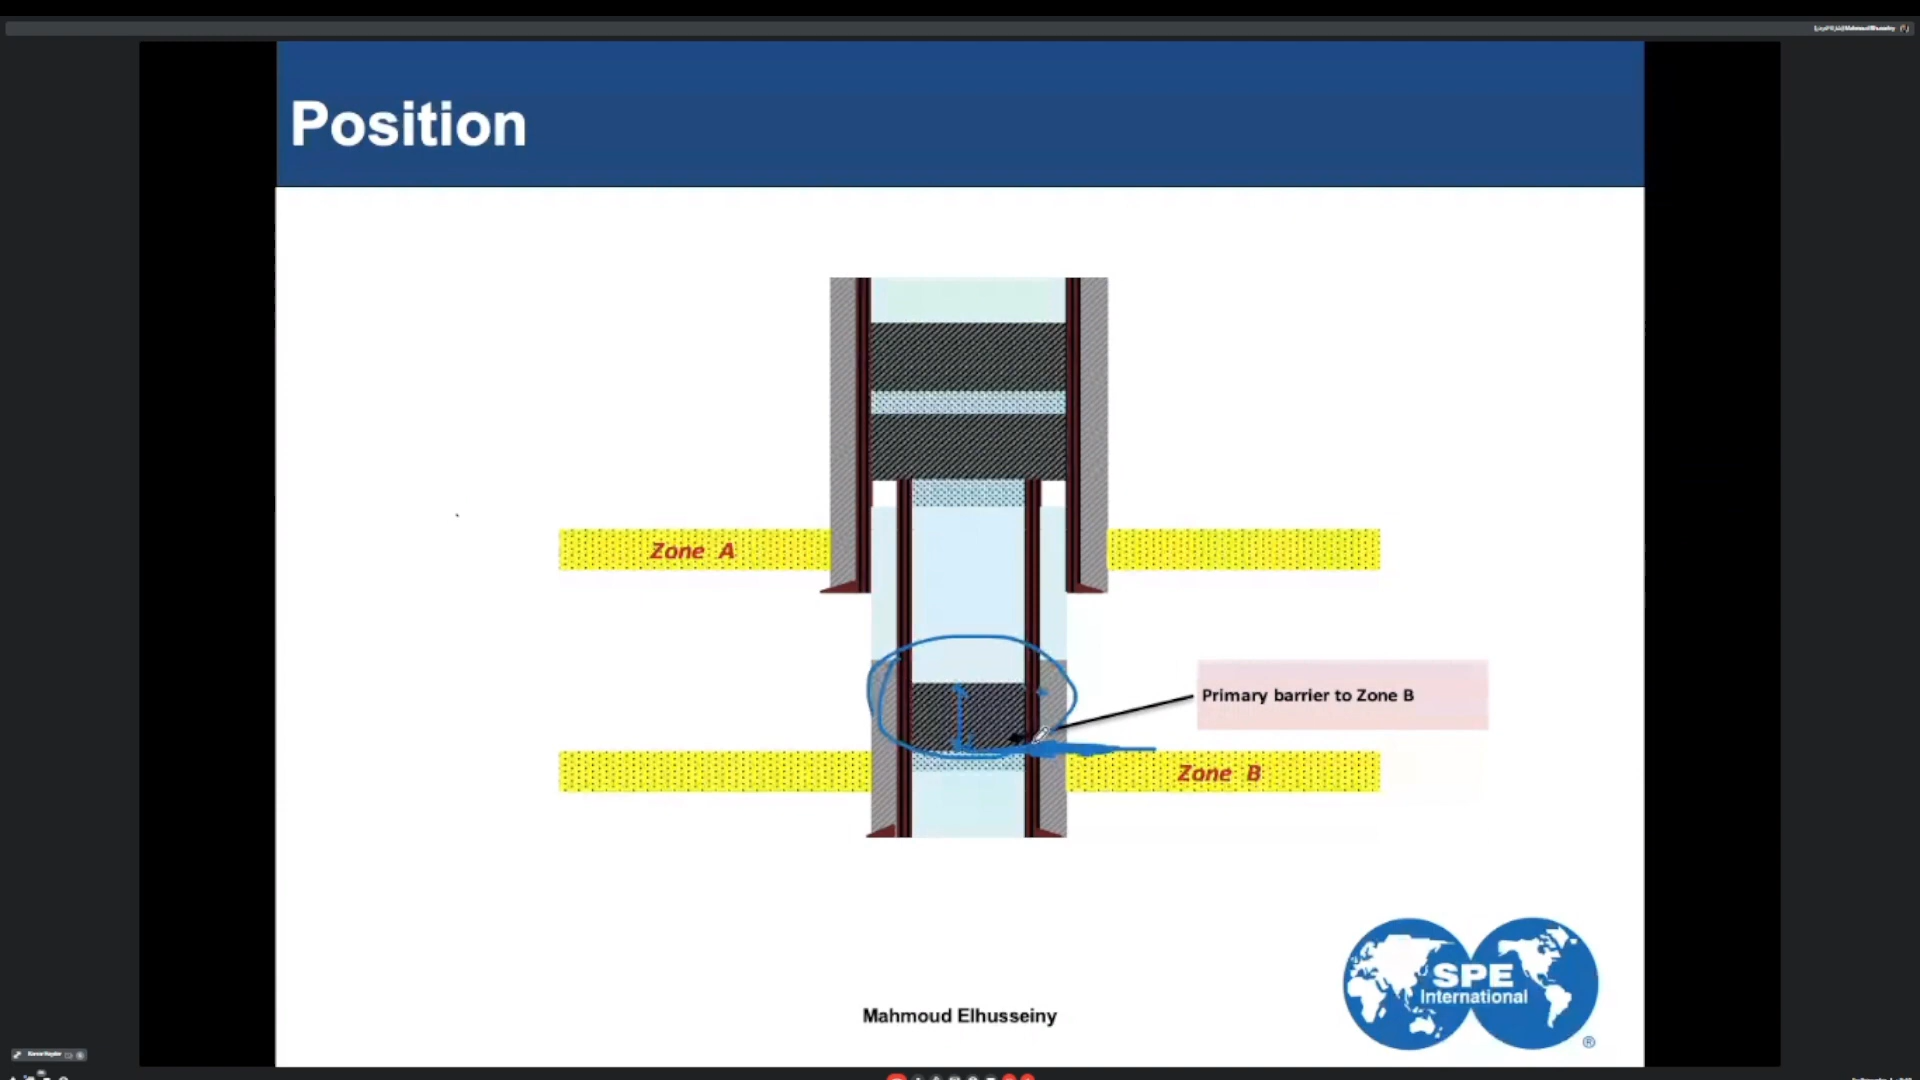 Position
Zone A
Primary barrier to Zone B
Zone B
SPE
International
®
Mahmoud Elhusseiny